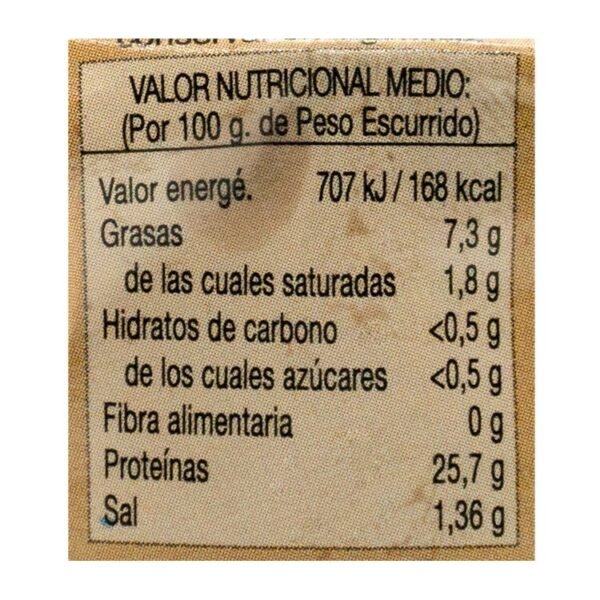 VALOR NUTRICIONAL MEDIO:
(Por 100 g. de Peso Escurrido)
Valor energé. 707 kJ / 168 kcal
Grasas 7,3 g
de las cuales saturadas 1,8 g
Hidratos de carbono <0,5 g
de los cuales azúcares <0,5 g
Fibra alimentaria 0 g
Proteínas 25,7 g
Sal 1,36 g